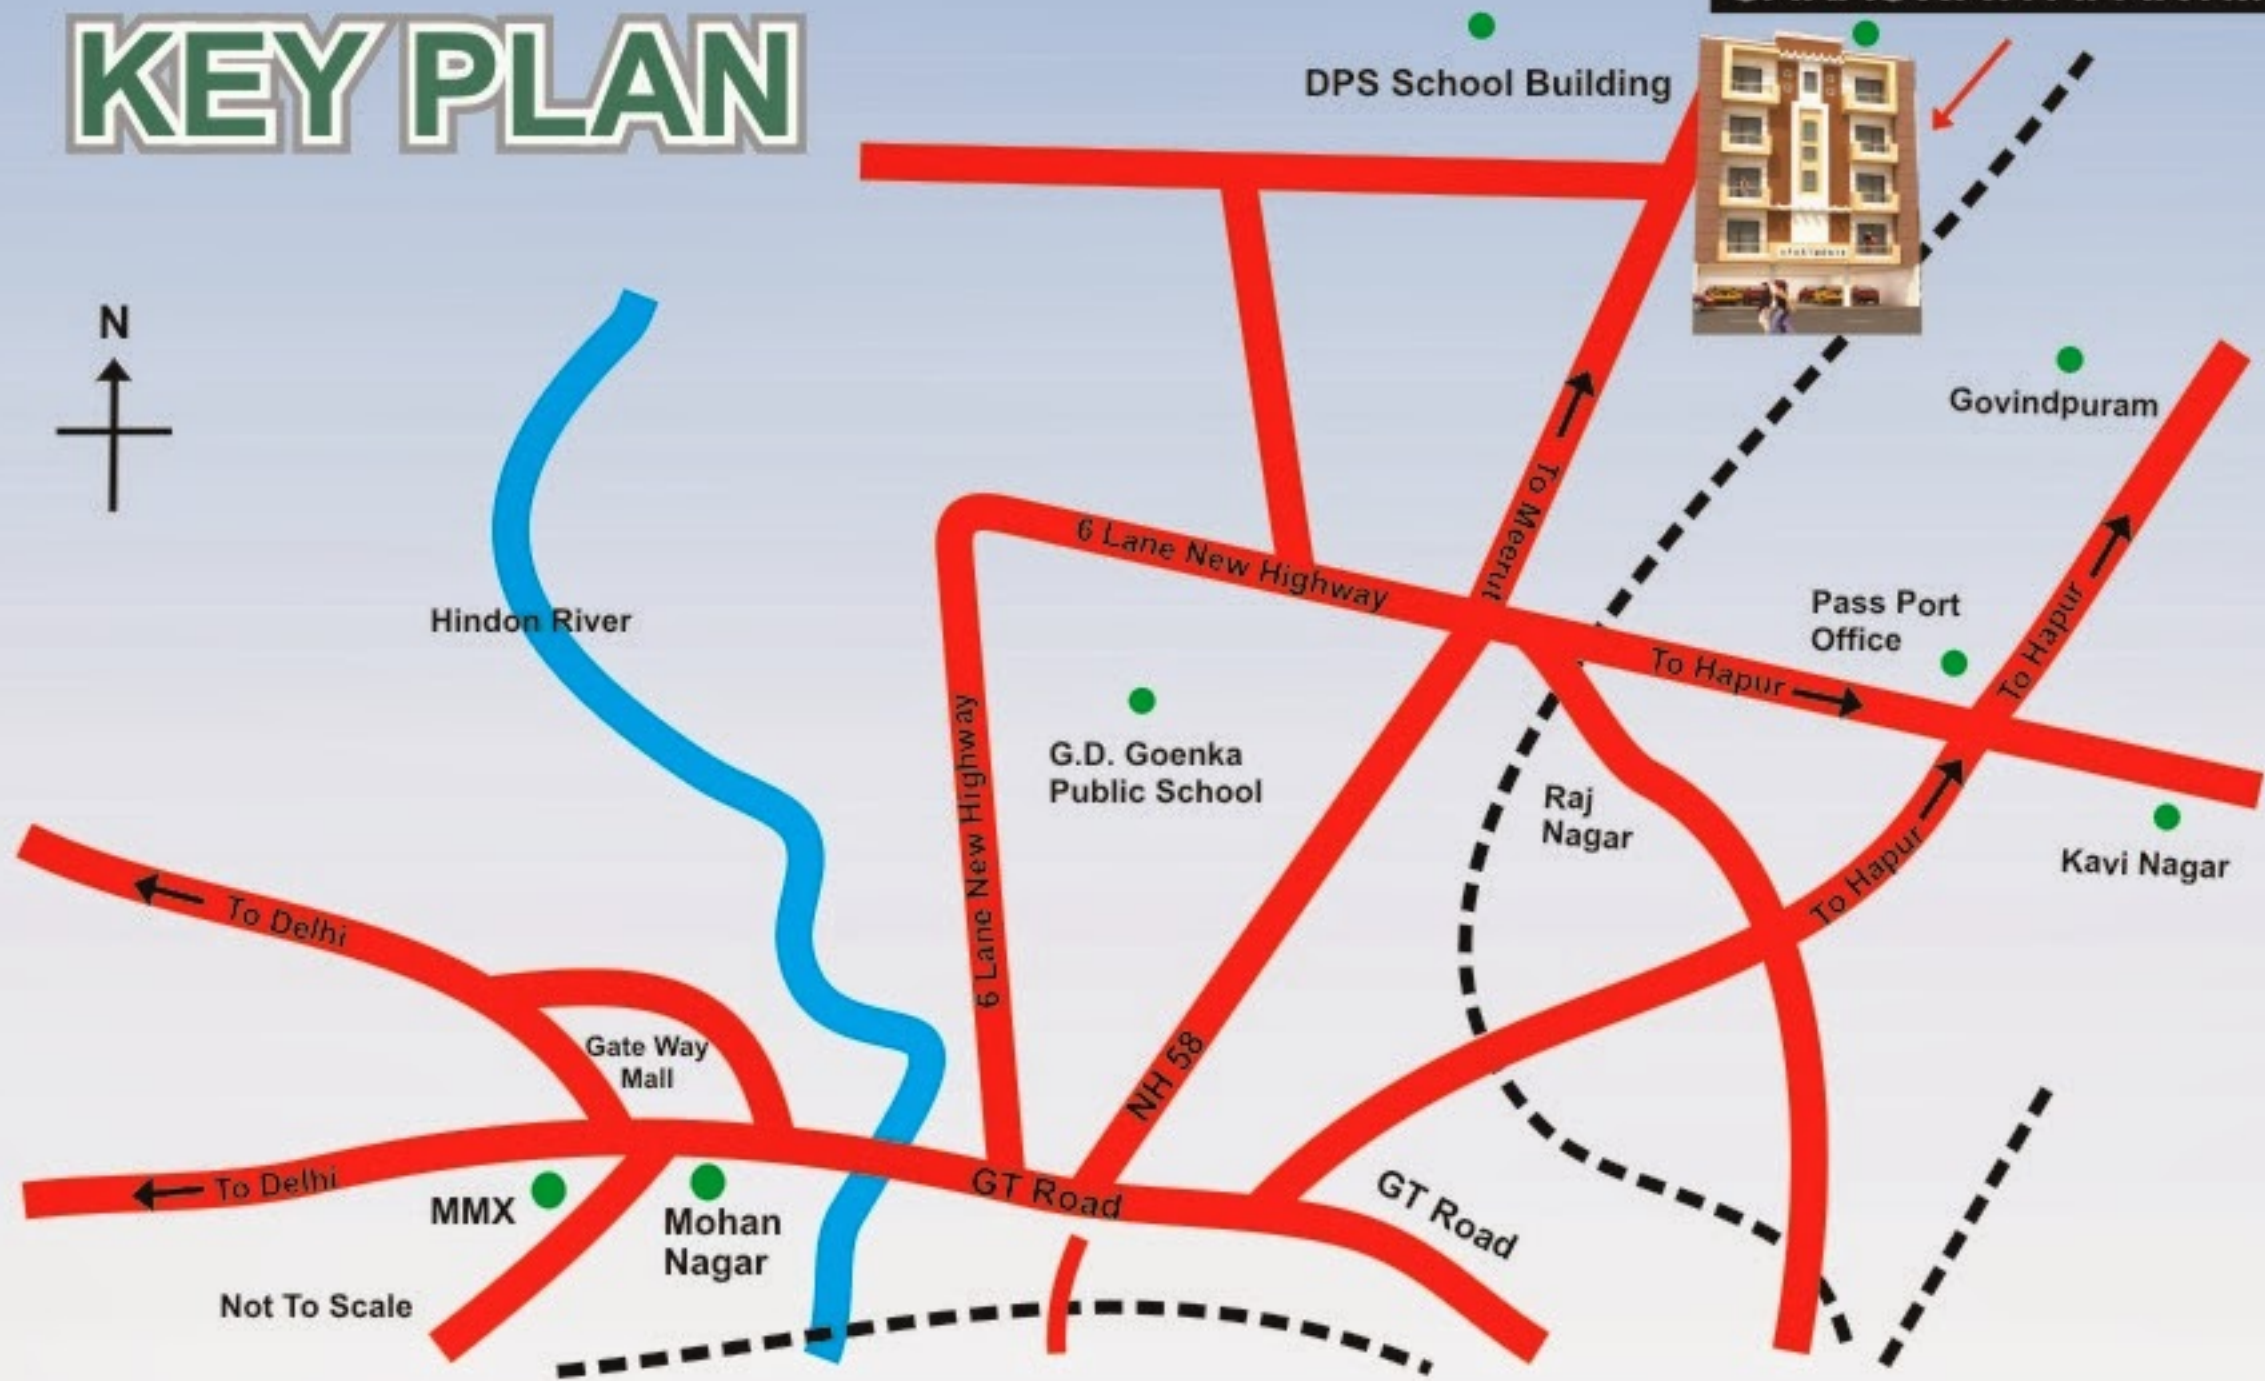 KEY PLAN
DPS School Building
N
Govindpuram
To Meerut
6 Lane New Highway
Pass Port
Office
To Hapur
To Hapur
Hindon River
6 Lane New Highway
G.D. Goenka
Public School
Raj
Nagar
Kavi Nagar
To Hapur
To Delhi
Gate Way
Mall
NH 58
To Delhi
GT Road
GT Road
MMX
Mohan
Nagar
Not To Scale